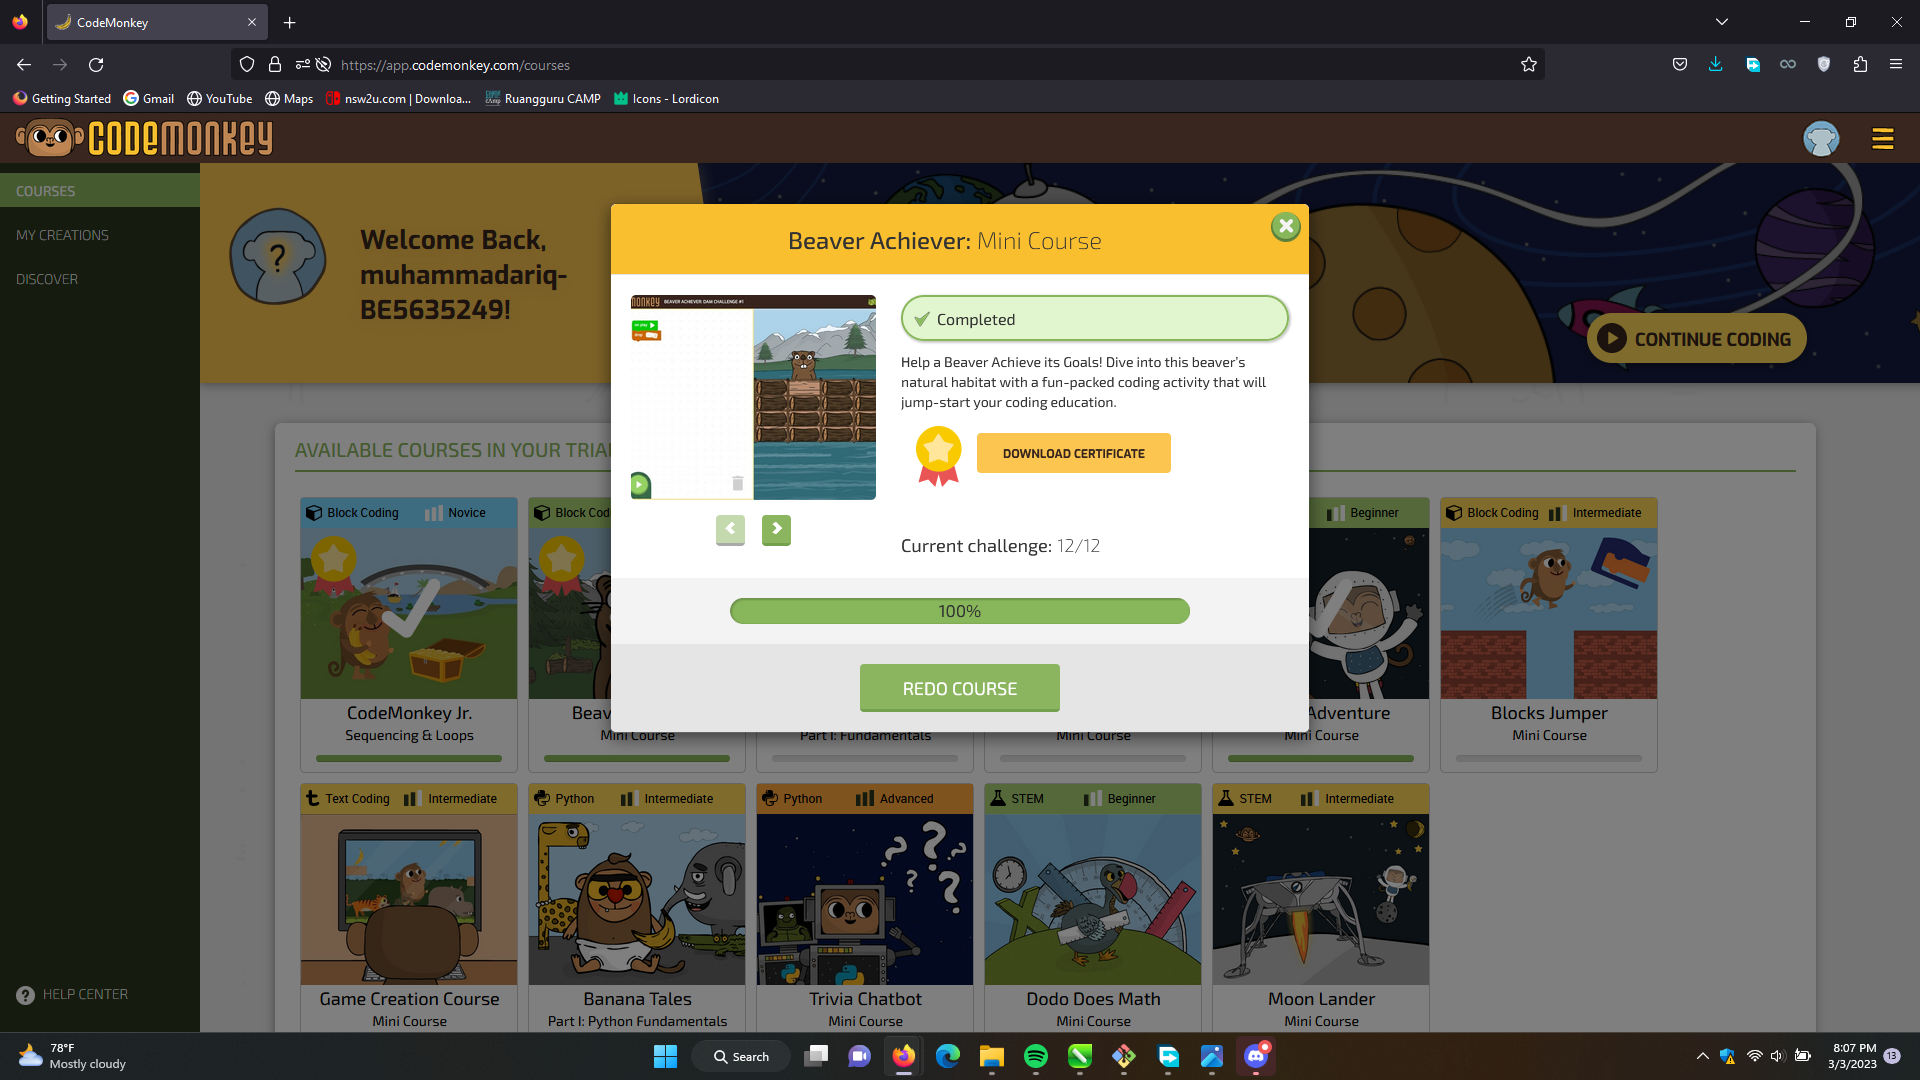 CodeMonkey
https://app.codemonkey.com/courses
Getting Started
Gmail
YouTube
Maps
nsw2u.com | Downloa...
Ruangguru CAMP
Icons - Lordicon
CODEMONKEY
COURSES
MY CREATIONS
DISCOVER
HELP CENTER
Welcome Back,
muhammadariq-
BE5635249!
CONTINUE CODING
Beaver Achiever: Mini Course
BEAVER ACHIEVER: DAM CHALLENGE #1
on play
Completed
Help a Beaver Achieve its Goals! Dive into this beaver's
natural habitat with a fun-packed coding activity that will
jump-start your coding education.
DOWNLOAD CERTIFICATE
Current challenge: 12/12
100%
REDO COURSE
AVAILABLE COURSES IN YOUR TRIA
Block Coding Novice
CodeMonkey Jr.
Sequencing & Loops
Block Cod
Beav
Mini Course
Part I: Fundamentals
Mini Course
Beginner
Adventure
Mini Course
Block Coding Intermediate
Blocks Jumper
Mini Course
Text Coding Intermediate
Game Creation Course
Mini Course
Python Intermediate
Banana Tales
Part I: Python Fundamentals
Python Advanced
Trivia Chatbot
Mini Course
STEM Beginner
Dodo Does Math
Mini Course
STEM Intermediate
Moon Lander
Mini Course
78°F
Mostly cloudy
Search
8:07 PM
3/3/2023
13